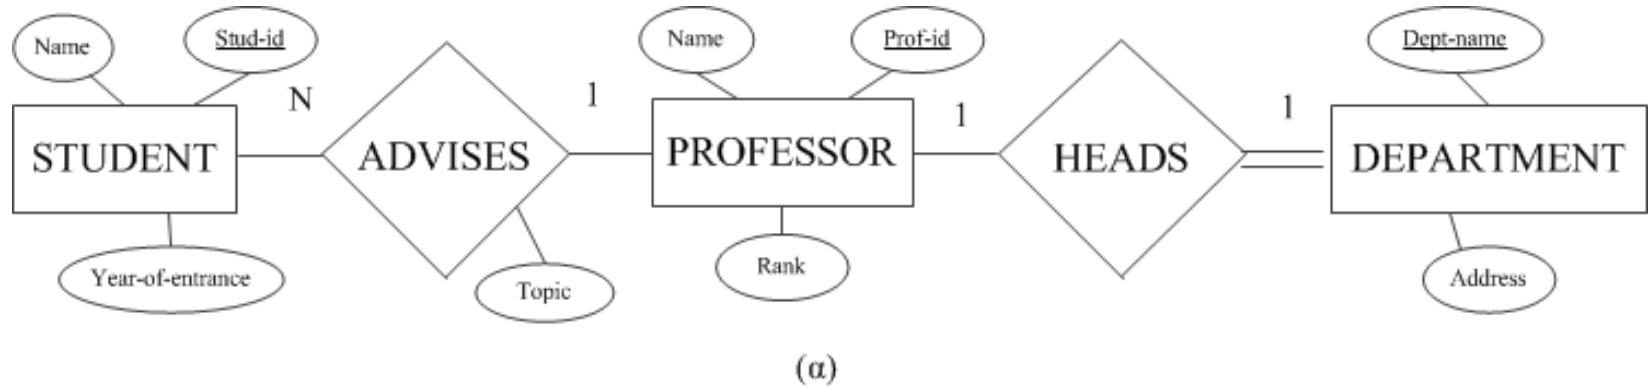 Name
Stud-id
Name
Prof-id
Dept-name
N
1
1
1
STUDENT
ADVISES
PROFESSOR
HEADS
DEPARTMENT
Year-of-entrance
Topic
Rank
Address
(α)